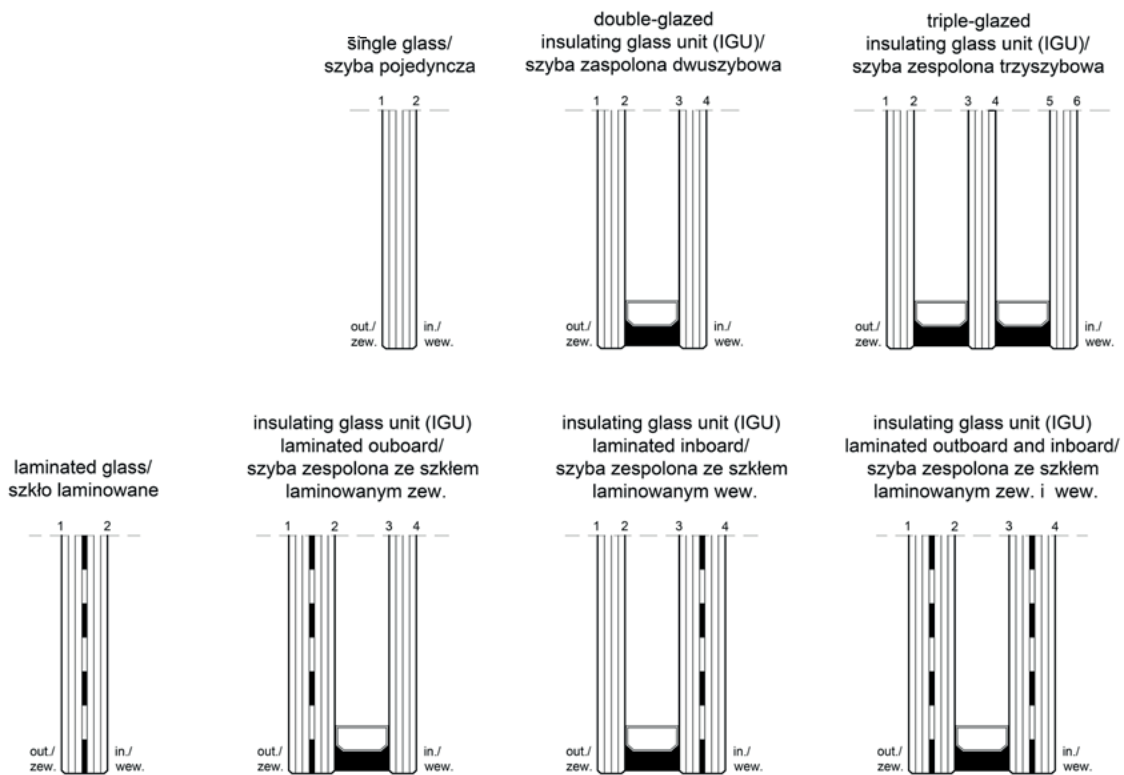 single glass/
szyba pojedyncza
1 2
out./ in./
zew. wew.
double-glazed
insulating glass unit (IGU)/
szyba zaspolona dwuszybowa
1 2 3 4
out./ in./
zew. wew.
triple-glazed
insulating glass unit (IGU)/
szyba zespolona trzyszybowa
1 2 3 4 5 6
out./ in./
zew. wew.
laminated glass/
szkło laminowane
1 2
out./ in./
zew. wew.
insulating glass unit (IGU)
laminated ouboard/
szyba zespolona ze szkłem
laminowanym zew.
1 2 3 4
out./ in./
zew. wew.
insulating glass unit (IGU)
laminated inboard/
szyba zespolona ze szkłem
laminowanym wew.
1 2 3 4
out./ in./
zew. wew.
insulating glass unit (IGU)
laminated outboard and inboard/
szyba zespolona ze szkłem
laminowanym zew. i wew.
1 2 3 4
out./ in./
zew. wew.